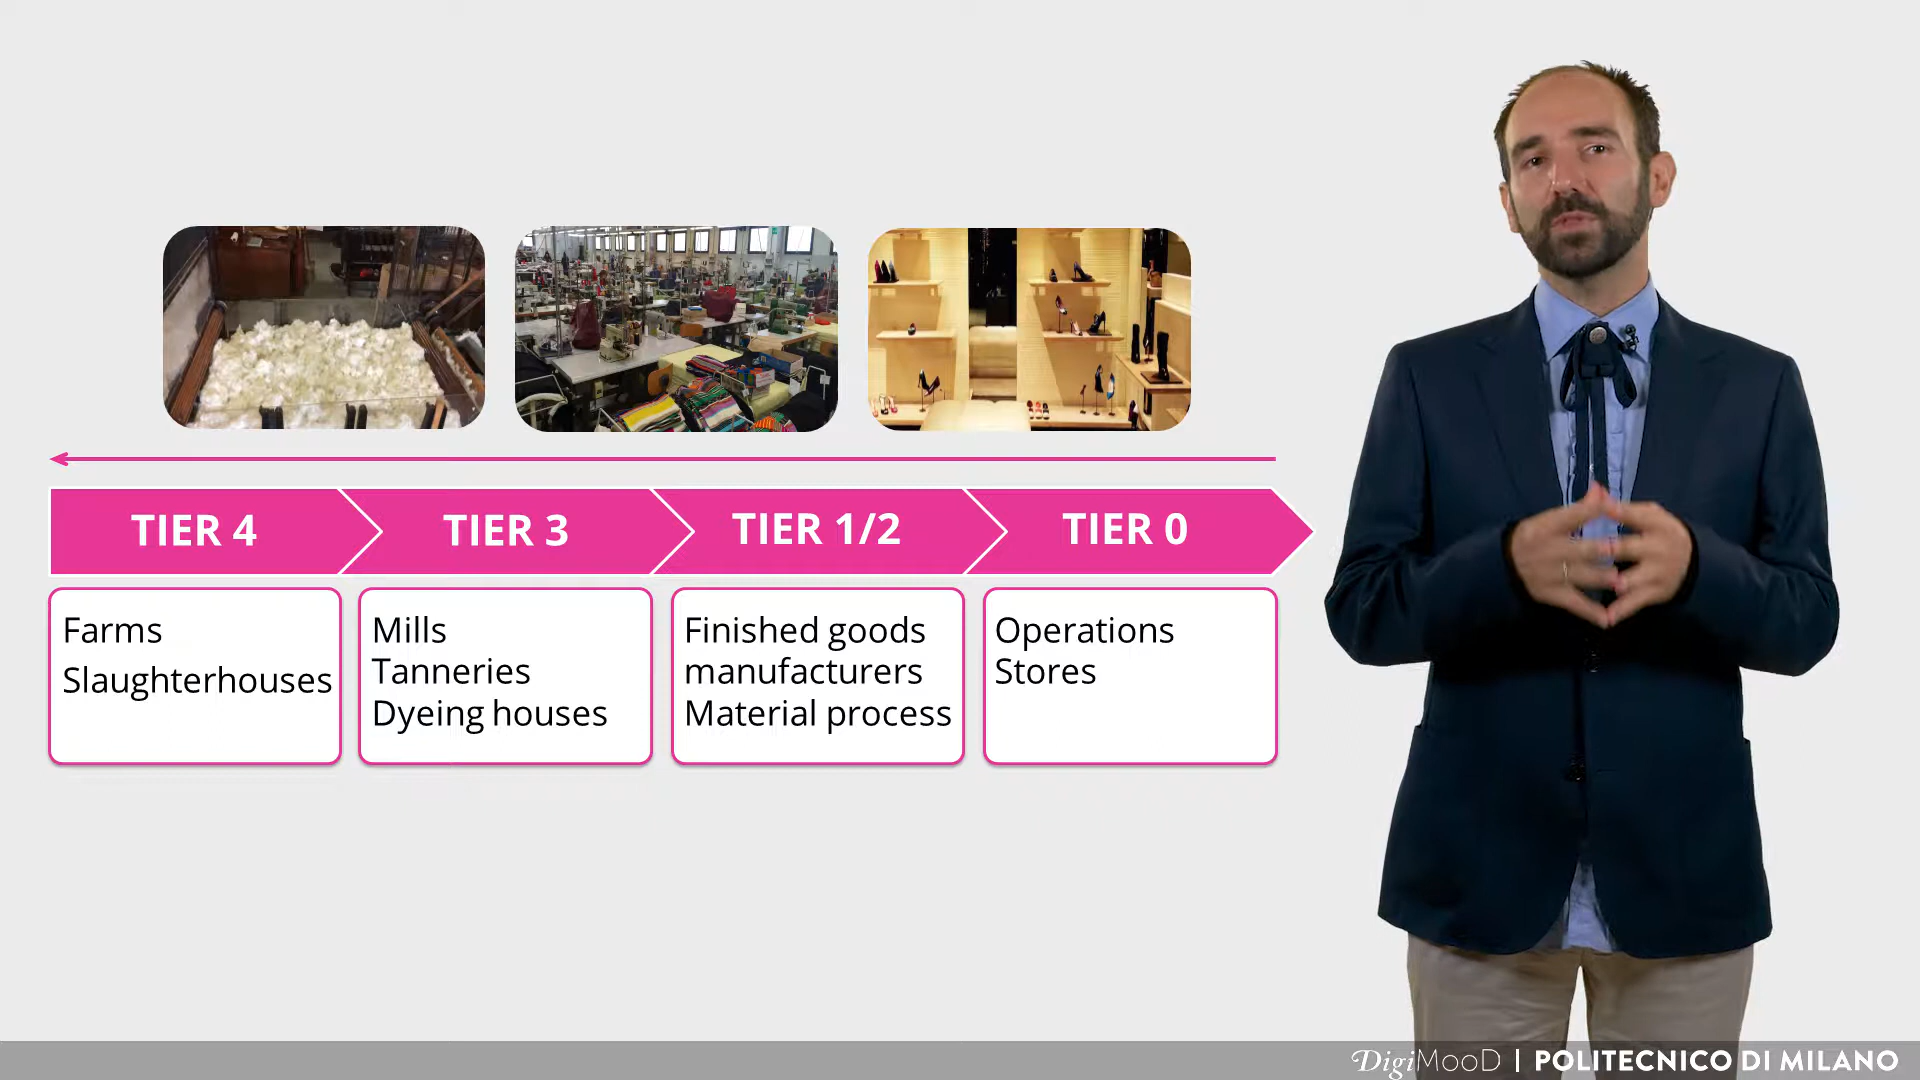 TIER 4
TIER 3
TIER 1/2
TIER 0
Farms
Slaughterhouses
Mills
Tanneries
Dyeing houses
Finished goods
manufacturers
Material process
Operations
Stores
DigiMooD | POLITECNICO DI MILANO